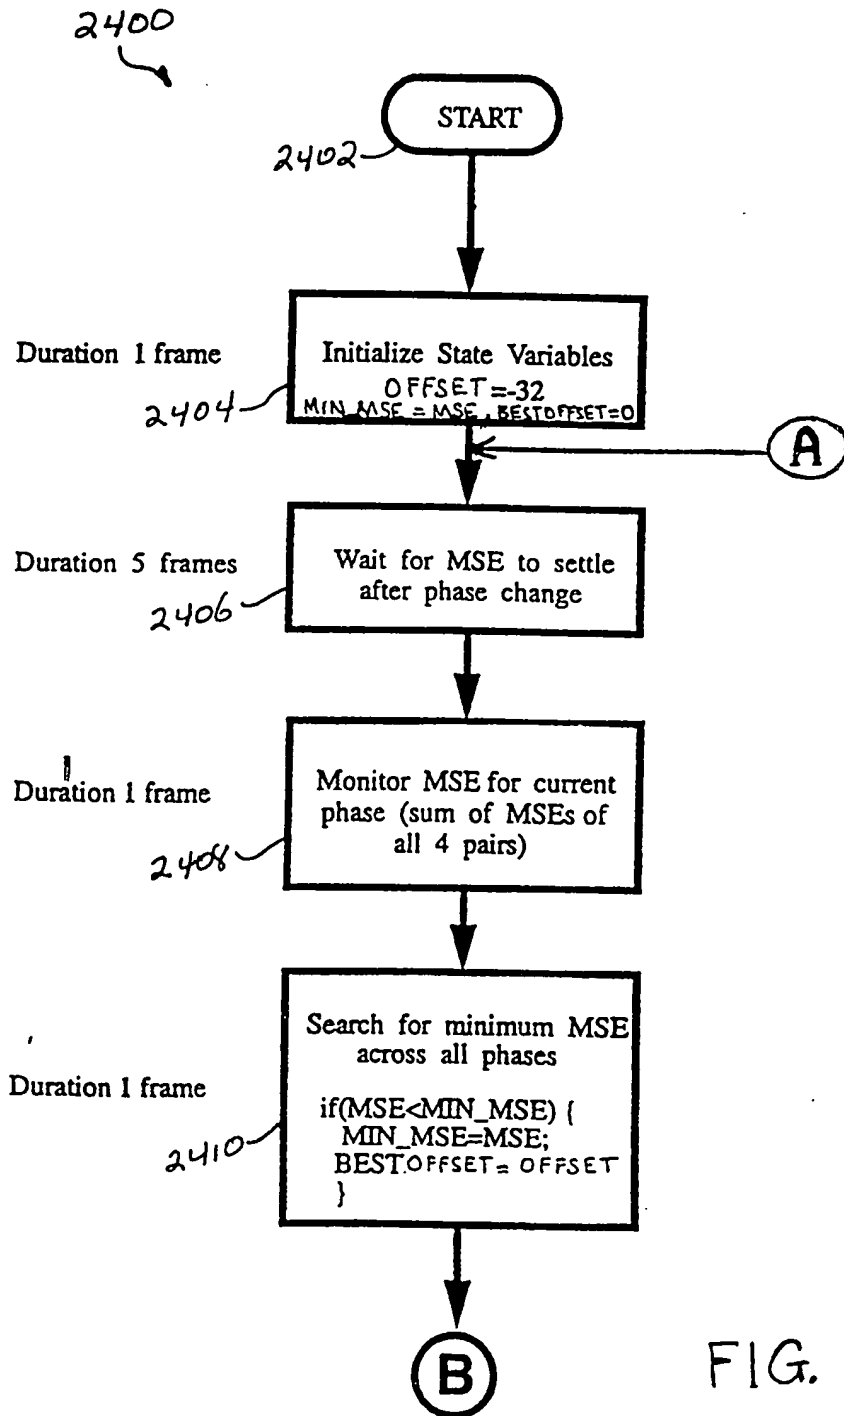 2400
START
2402
Duration 1 frame
Initialize State Variables
OFFSET=-32
MIN_MSE = MSE, BESTOFFSET=0
2404
A
Duration 5 frames
Wait for MSE to settle
after phase change
2406
Duration 1 frame
Monitor MSE for current
phase (sum of MSEs of
all 4 pairs)
2408
Search for minimum MSE
across all phases
Duration 1 frame
if(MSE<MIN_MSE) {
MIN_MSE=MSE;
BEST.OFFSET= OFFSET
}
2410
B
FIG.